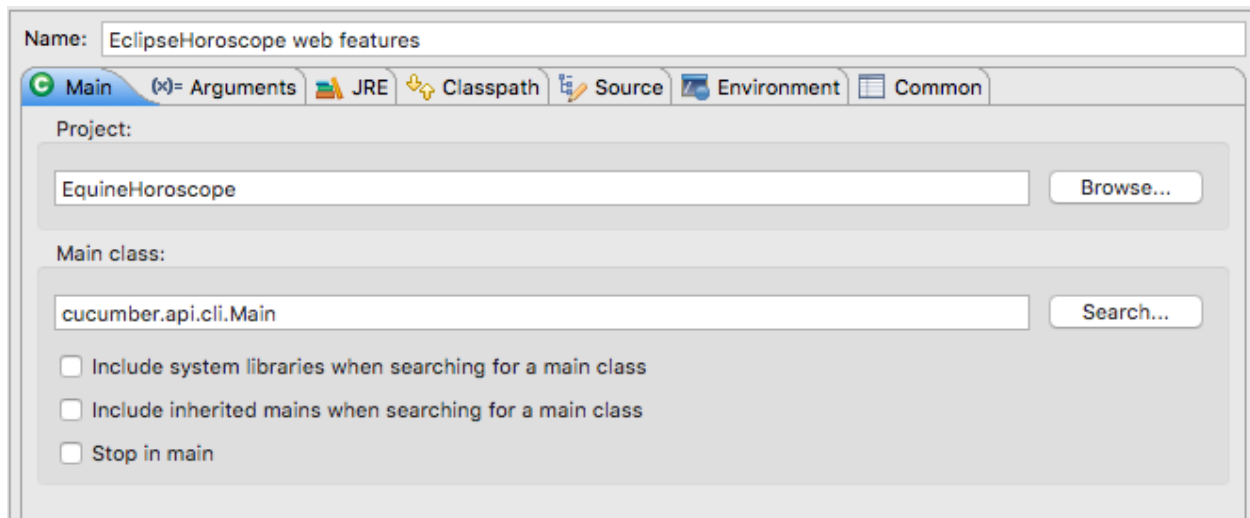 Name: EclipseHoroscope web features
Main (x)= Arguments JRE Classpath Source Environment Common
Project:
EquineHoroscope Browse...
Main class:
cucumber.api.cli.Main Search...
Include system libraries when searching for a main class
Include inherited mains when searching for a main class
Stop in main